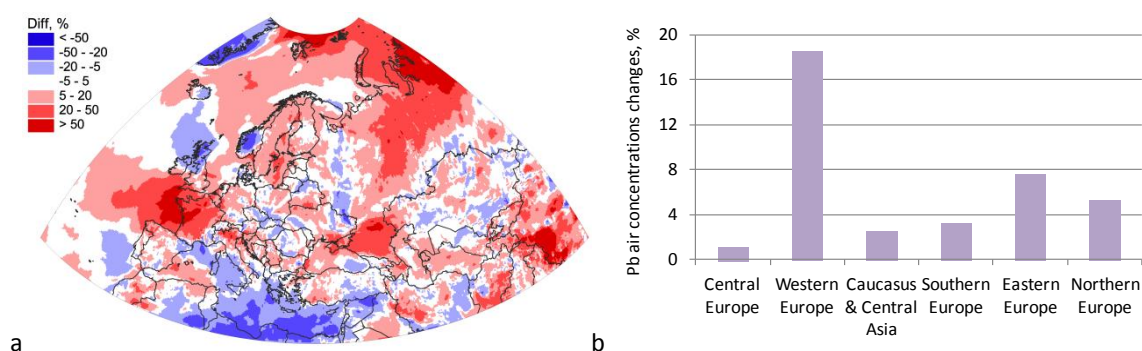 Diff, %
< -50
-50 - -20
-20 - -5
-5 - 5
5 - 20
20 - 50
> 50
a
Pb air concentrations changes, %
20
16
12
8
4
0
Central Europe
Western Europe
Caucasus & Central Asia
Southern Europe
Eastern Europe
Northern Europe
b